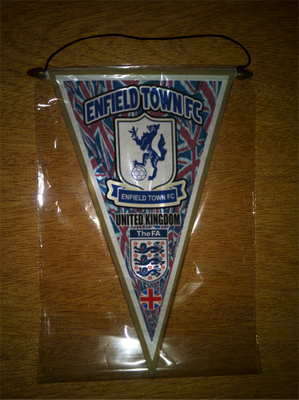 ENFIELD TOWN FC
ENFIELD TOWN FC
UNITED KINGDOM
The FA